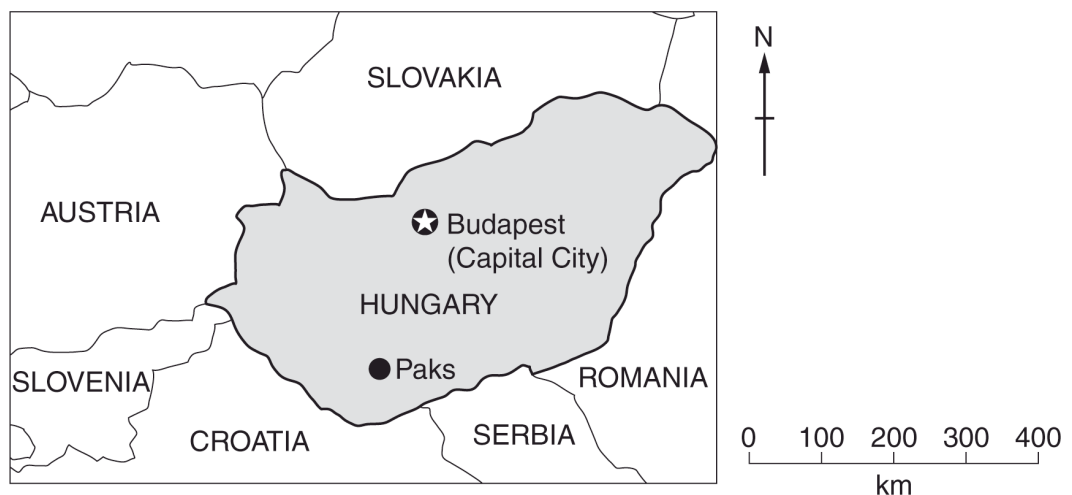 SLOVAKIA
N
AUSTRIA
Budapest
(Capital City)
HUNGARY
Paks
SLOVENIA
ROMANIA
CROATIA
SERBIA
0 100 200 300 400
km